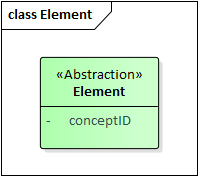 class Element
«Abstraction»
Element
- conceptID